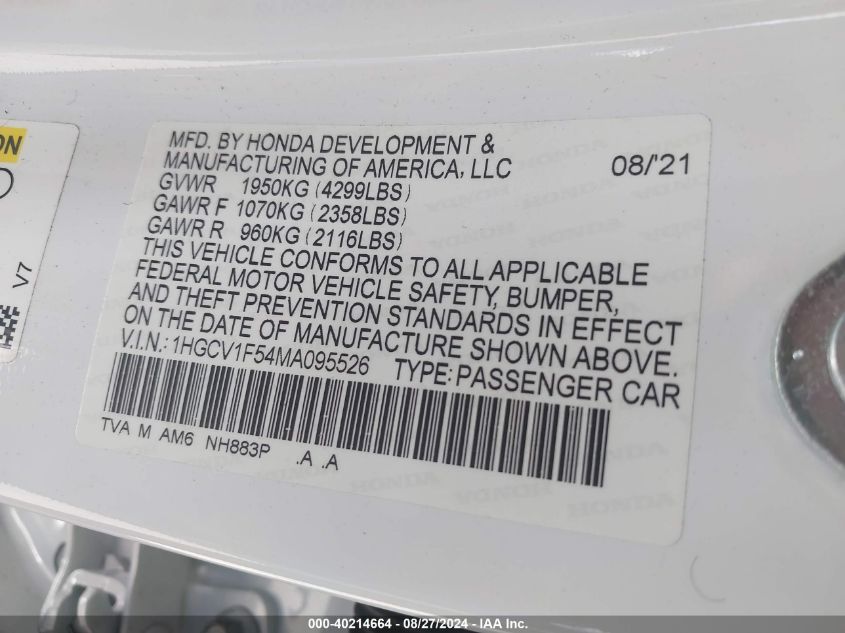 ON
V7
MFD. BY HONDA DEVELOPMENT &
MANUFACTURING OF AMERICA, LLC 08/'21
GVWR 1950KG (4299LBS)
GAWR F 1070KG (2358LBS)
GAWR R 960KG (2116LBS)
THIS VEHICLE CONFORMS TO ALL APPLICABLE
FEDERAL MOTOR VEHICLE SAFETY, BUMPER,
AND THEFT PREVENTION STANDARDS IN EFFECT
ON THE DATE OF MANUFACTURE SHOWN ABOVE.
V.I.N.: 1HGCV1F54MA095526 TYPE: PASSENGER CAR
TVA M AM6 NH883P .A .A
000-40214664 - 08/27/2024 - IAA Inc.